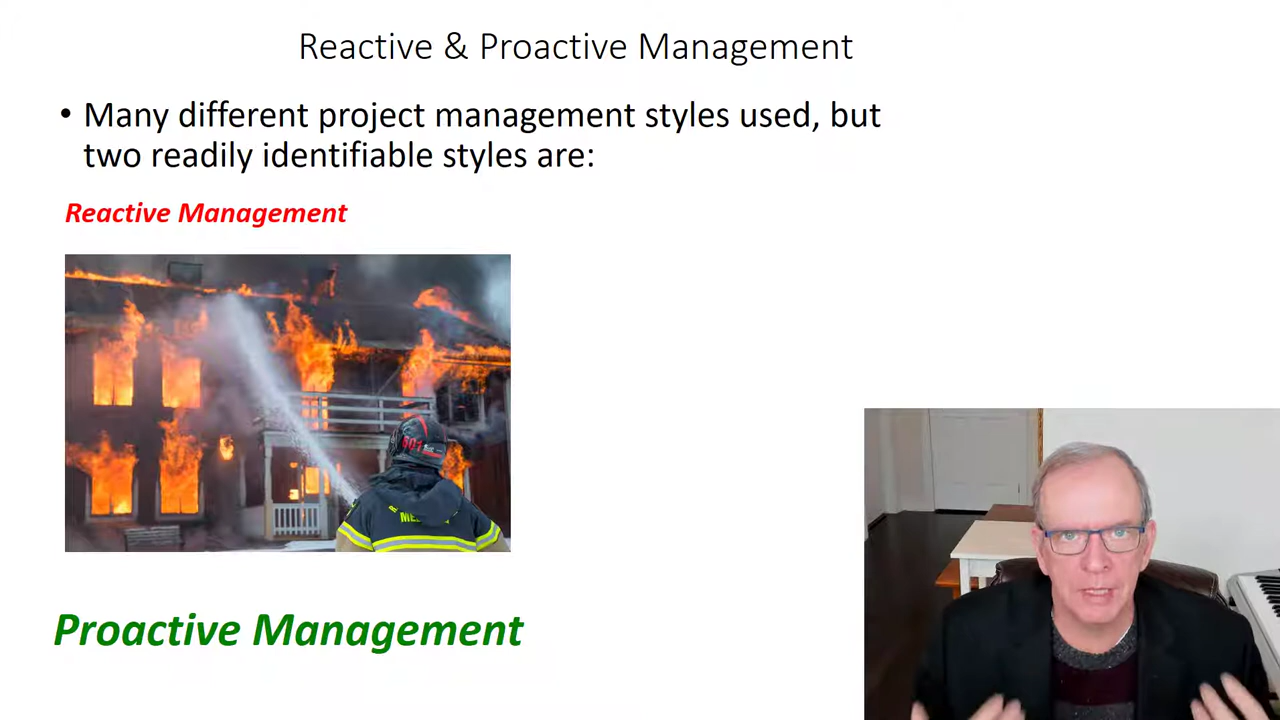 Reactive & Proactive Management
• Many different project management styles used, but
two readily identifiable styles are:
Reactive Management
601
Proactive Management